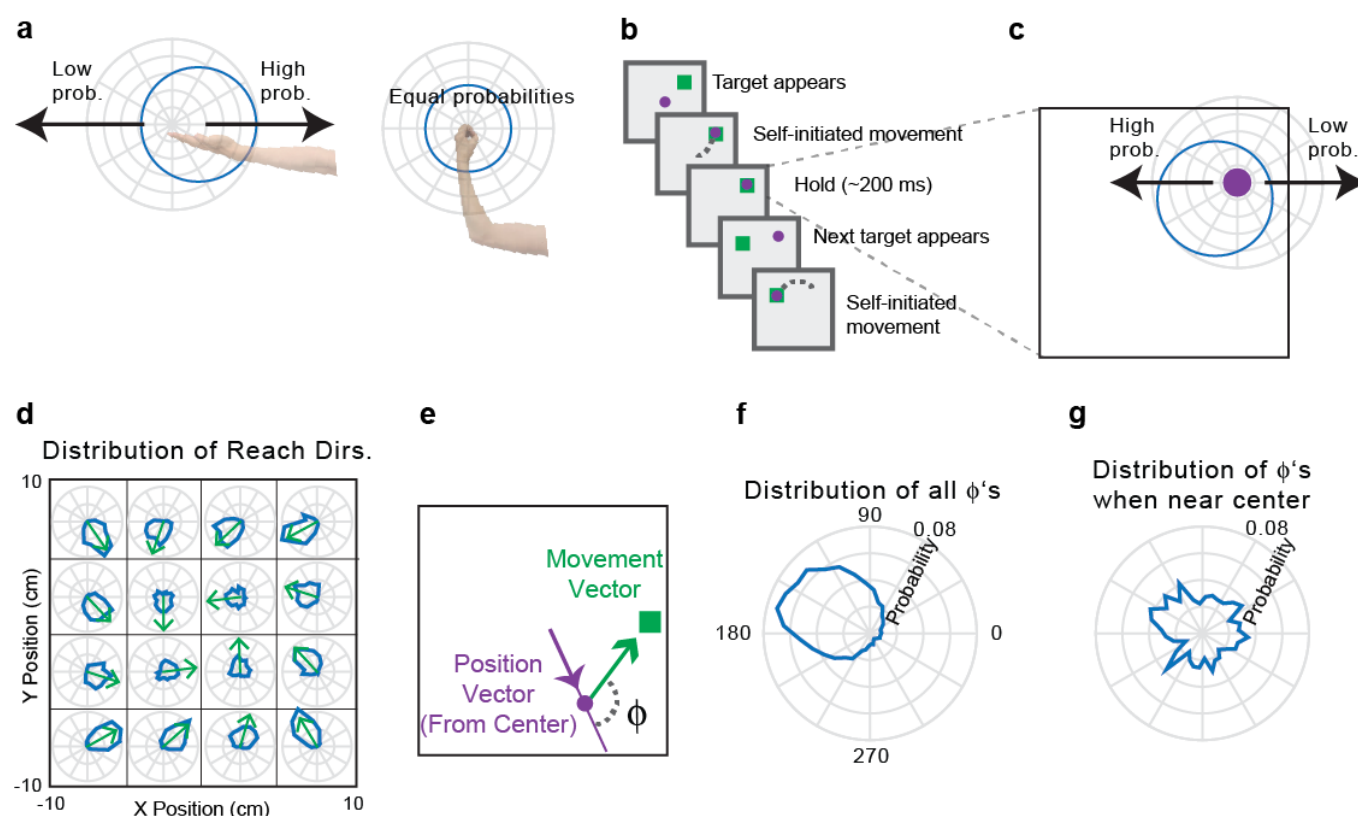 a
Low
prob.
High
prob.
Equal probabilities
b
Target appears
Self-initiated movement
Hold (~200 ms)
Next target appears
Self-initiated
movement
c
High
prob.
Low
prob.
d
Distribution of Reach Dirs.
10
Y Position (cm)
-10
-10
X Position (cm)
10
e
Movement
Vector
Position
Vector
(From Center)
ϕ
f
Distribution of all ϕ's
90
0.08
Probability
180
0
270
g
Distribution of ϕ‘s
when near center
0.08
Probability